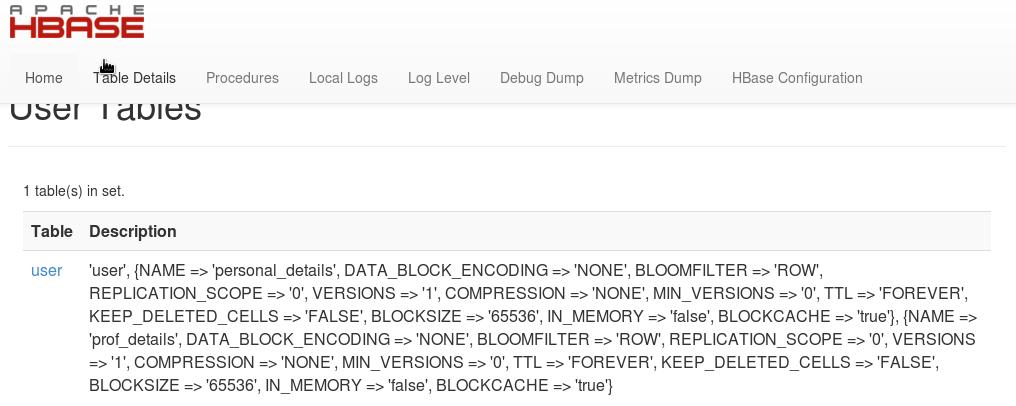 APACHE
HBASE
Home Table Details Procedures Local Logs Log Level Debug Dump Metrics Dump HBase Configuration
User Tables
1 table(s) in set.
Table Description
user 'user', {NAME => 'personal_details', DATA_BLOCK_ENCODING => 'NONE', BLOOMFILTER => 'ROW',
REPLICATION_SCOPE => '0', VERSIONS => '1', COMPRESSION => 'NONE', MIN_VERSIONS => '0', TTL => 'FOREVER',
KEEP_DELETED_CELLS => 'FALSE', BLOCKSIZE => '65536', IN_MEMORY => 'false', BLOCKCACHE => 'true'}, {NAME =>
'prof_details', DATA_BLOCK_ENCODING => 'NONE', BLOOMFILTER => 'ROW', REPLICATION_SCOPE => '0', VERSIONS
=> '1', COMPRESSION => 'NONE', MIN_VERSIONS => '0', TTL => 'FOREVER', KEEP_DELETED_CELLS => 'FALSE',
BLOCKSIZE => '65536', IN_MEMORY => 'false', BLOCKCACHE => 'true'}